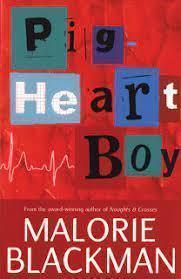 Pig-
Heart
Boy
From the award-winning author of Noughts & Crosses
MALORIE
BLACKMAN